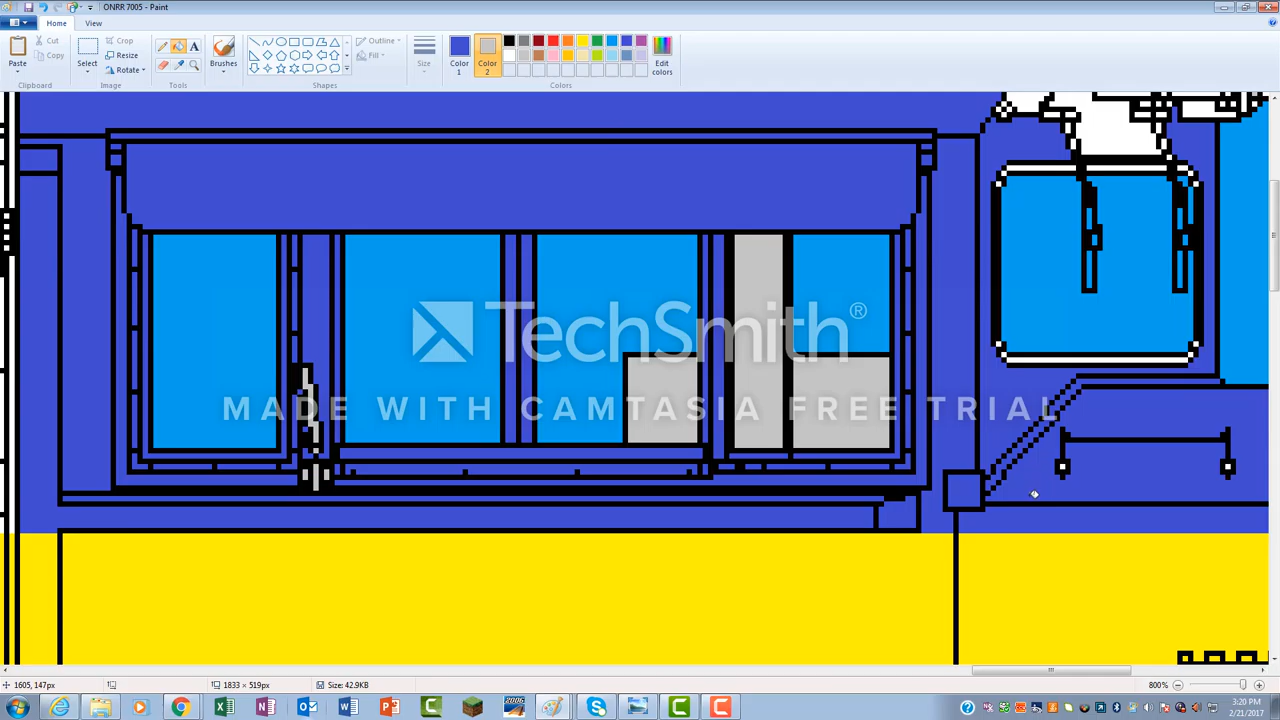 ONRR 7005 - Paint
Home
View
Paste
Cut
Copy
Clipboard
Select
Crop
Resize
Rotate
Image
A
Tools
Brushes
Outline
Fill
Shapes
Size
Color 1
Color 2
Edit colors
Colors
TechSmith®
MADE WITH CAMTASIA FREE TRIAL
1605, 147px
1833 × 519px
Size: 42.9KB
800%
2006
3:20 PM
2/21/2017